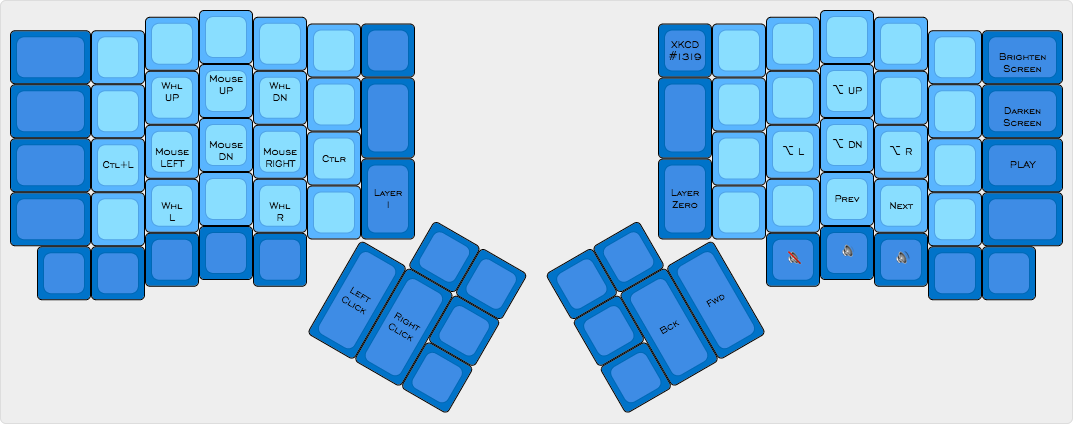 XKCD
#1319
Brighten
Screen
Whl
UP
Mouse
UP
Whl
DN
⌥ UP
Darken
Screen
Ctl+L
Mouse
LEFT
Mouse
DN
Mouse
RIGHT
Ctlr
⌥ L
⌥ DN
⌥ R
PLAY
Whl
L
Whl
R
Layer
1
Layer
Zero
Prev
Next
Left
Click
Right
Click
Bck
Fwd